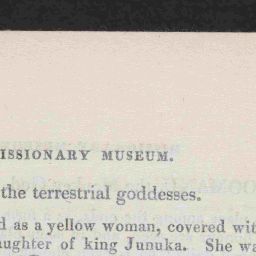 ISSIONARY MUSEUM.
the terrestrial goddesses.
d as a yellow woman, covered wit
aughter of king Junuka. She wa